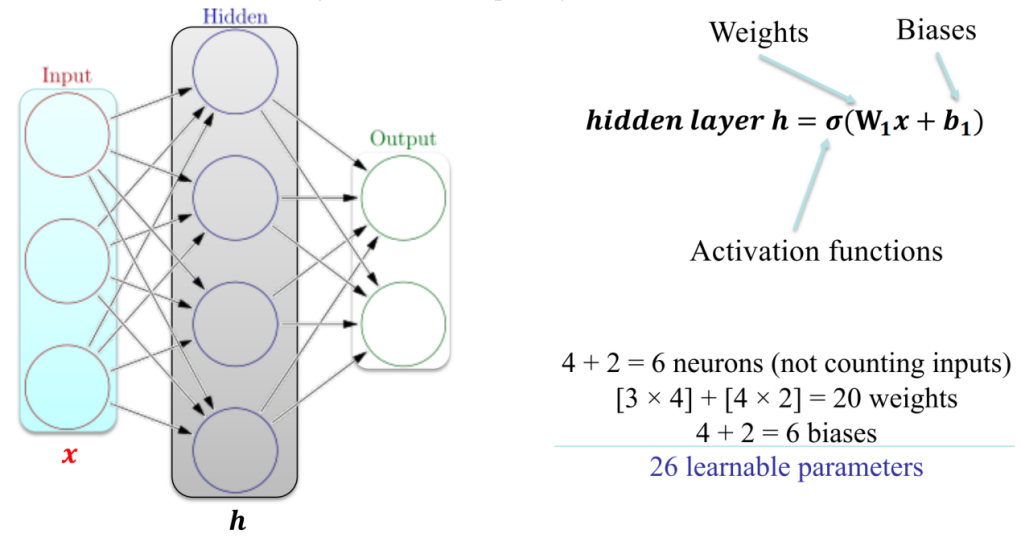 Hidden
Input
Output
x
h
Weights
Biases
hidden layer h = σ(W₁x + b₁)
Activation functions
4 + 2 = 6 neurons (not counting inputs)
[3 × 4] + [4 × 2] = 20 weights
4 + 2 = 6 biases
26 learnable parameters